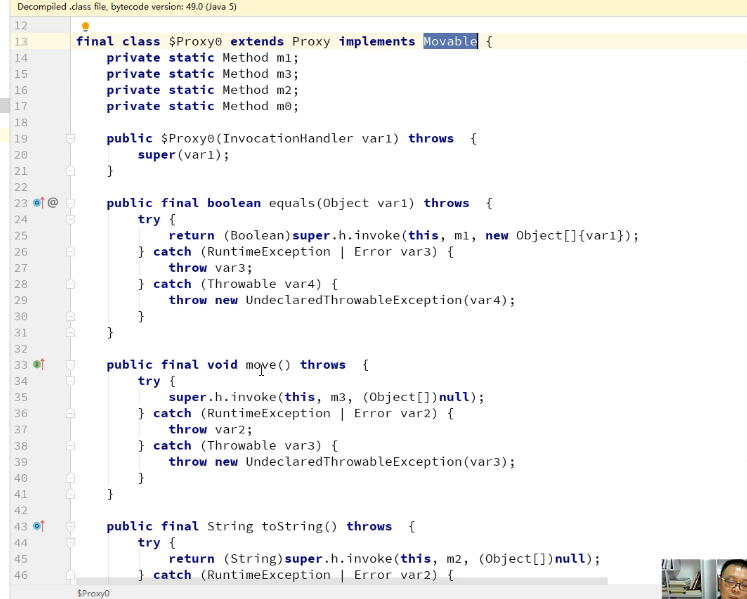 Decompiled .class file, bytecode version: 49.0 (Java 5)
12
13 final class $Proxy0 extends Proxy implements Movable {
14     private static Method m1;
15     private static Method m3;
16     private static Method m2;
17     private static Method m0;
18
19     public $Proxy0(InvocationHandler var1) throws  {
20         super(var1);
21     }
22
23 @     public final boolean equals(Object var1) throws  {
24         try {
25             return (Boolean)super.h.invoke(this, m1, new Object[]{var1});
26         } catch (RuntimeException | Error var3) {
27             throw var3;
28         } catch (Throwable var4) {
29             throw new UndeclaredThrowableException(var4);
30         }
31     }
32
33     public final void move() throws  {
34         try {
35             super.h.invoke(this, m3, (Object[])null);
36         } catch (RuntimeException | Error var2) {
37             throw var2;
38         } catch (Throwable var3) {
39             throw new UndeclaredThrowableException(var3);
40         }
41     }
42
43     public final String toString() throws  {
44         try {
45             return (String)super.h.invoke(this, m2, (Object[])null);
46         } catch (RuntimeException | Error var2) {
$Proxy0